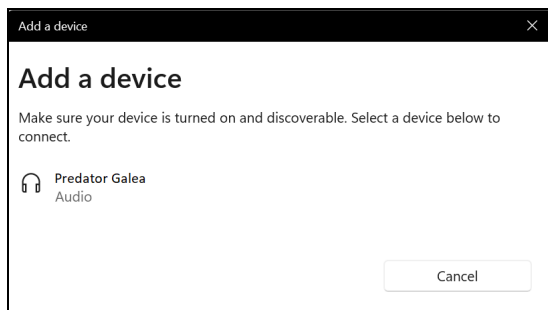 Add a device
Add a device
Make sure your device is turned on and discoverable. Select a device below to
connect.
Predator Galea
Audio
Cancel